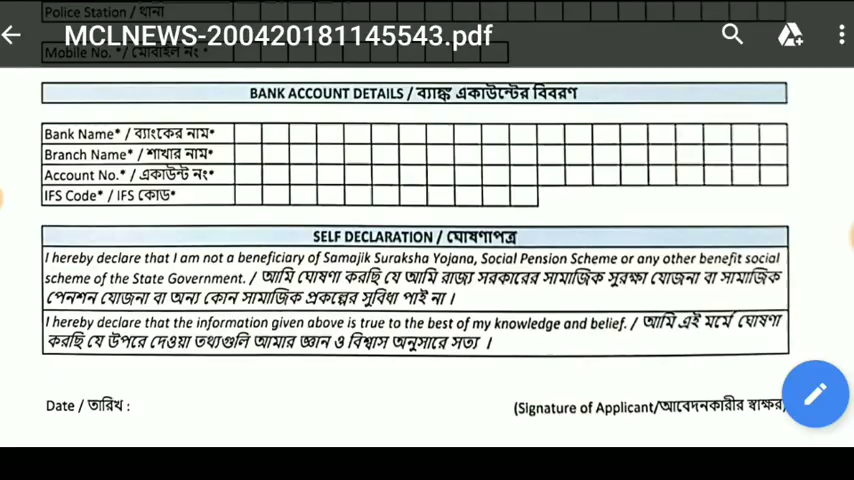 Police Station / থানা
MCLNEWS-200420181145543.pdf
Mobile No. * / মোবাইল নং *
BANK ACCOUNT DETAILS / ব্যাঙ্ক একাউন্টের বিবরণ
Bank Name* / ব্যাংকের নাম*
Branch Name* / শাখার নাম*
Account No.* / একাউন্ট নং*
IFS Code* / IFS কোড*
SELF DECLARATION / ঘোষণাপত্র
I hereby declare that I am not a beneficiary of Samajik Suraksha Yojana, Social Pension Scheme or any other benefit social
scheme of the State Government. / আমি ঘোষণা করছি যে আমি রাজ্য সরকারের সামাজিক সুরক্ষা যোজনা বা সামাজিক
পেনশন যোজনা বা অন্য কোন সামাজিক প্রকল্পের সুবিধা পাই না ।
I hereby declare that the information given above is true to the best of my knowledge and belief. / আমি এই মর্মে ঘোষণা
করছি যে উপরে দেওয়া তথ্যগুলি আমার জ্ঞান ও বিশ্বাস অনুসারে সত্য ।
Date / তারিখ :
(Signature of Applicant/আবেদনকারীর স্বাক্ষর)